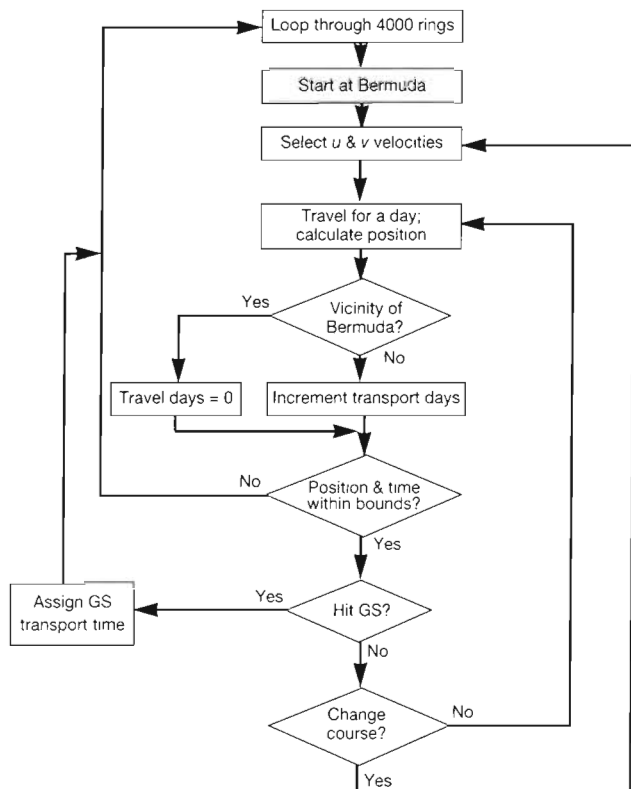 Loop through 4000 rings
Start at Bermuda
Select u & v velocities
Travel for a day;
calculate position
Yes
Vicinity of
Bermuda?
No
Travel days = 0
Increment transport days
No
Position & time
within bounds?
Yes
Assign GS
transport time
Yes
Hit GS?
No
Change
course?
No
Yes